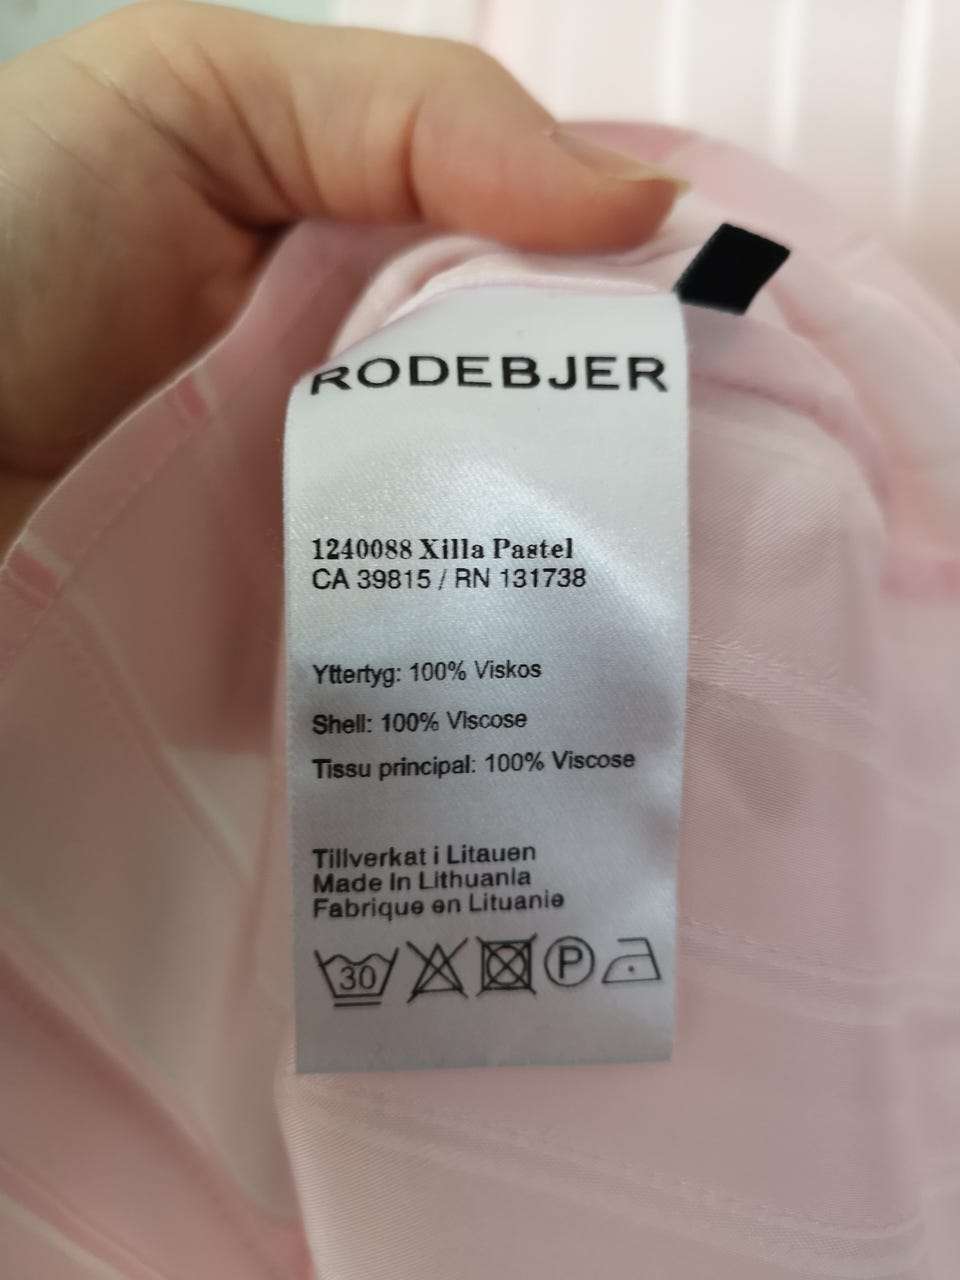 RODEBJER
1240088 Xilla Pastel
CA 39815 / RN 131738
Yttertyg: 100% Viskos
Shell: 100% Viscose
Tissu principal: 100% Viscose
Tillverkat i Litauen
Made In Lithuania
Fabrique en Lituanie
30 P